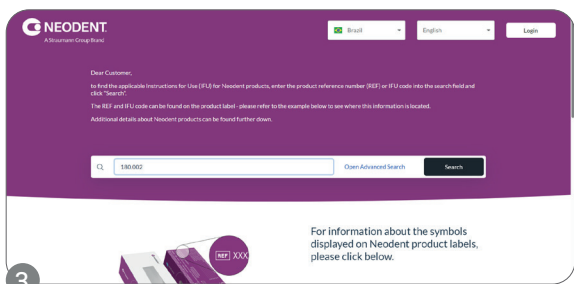 NEODENT.
A Straumann Group Brand
Brazil
English
Login
Dear Customer,
to find the applicable Instructions for Use (IFU) for Neodent products, enter the product reference number (REF) or IFU code into the search field and
click "Search".
The REF and IFU code can be found on the product label - please refer to the example below to see where this information is located.
Additional details about Neodent products can be found further down.
180.002
Open Advanced Search
Search
For information about the symbols
displayed on Neodent product labels,
please click below.
REF XXX
3